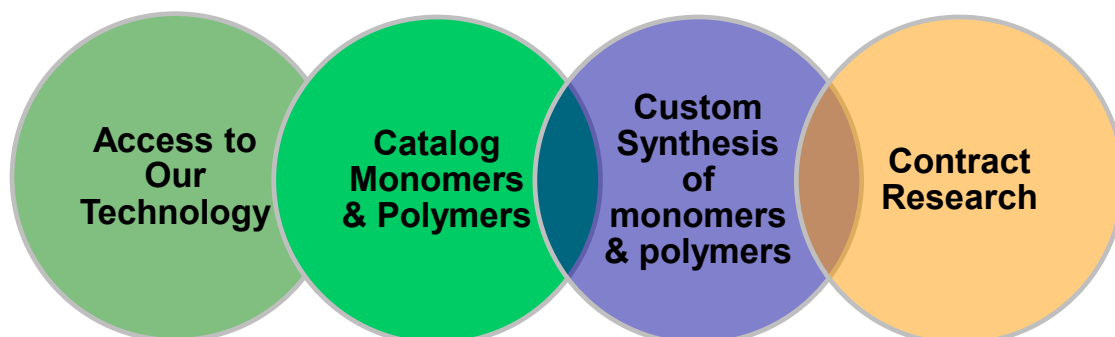 Access to
Our
Technology
Catalog
Monomers
& Polymers
Custom
Synthesis
of
monomers
& polymers
Contract
Research